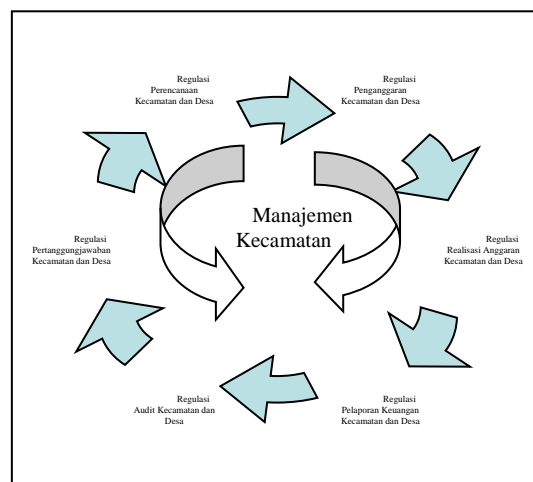 Regulasi
Perencanaan
Kecamatan dan Desa
Regulasi
Penganggaran
Kecamatan dan Desa
Manajemen
Kecamatan
Regulasi
Pertanggungjawaban
Kecamatan dan Desa
Regulasi
Realisasi Anggaran
Kecamatan dan Desa
Regulasi
Audit Kecamatan dan
Desa
Regulasi
Pelaporan Keuangan
Kecamatan dan Desa